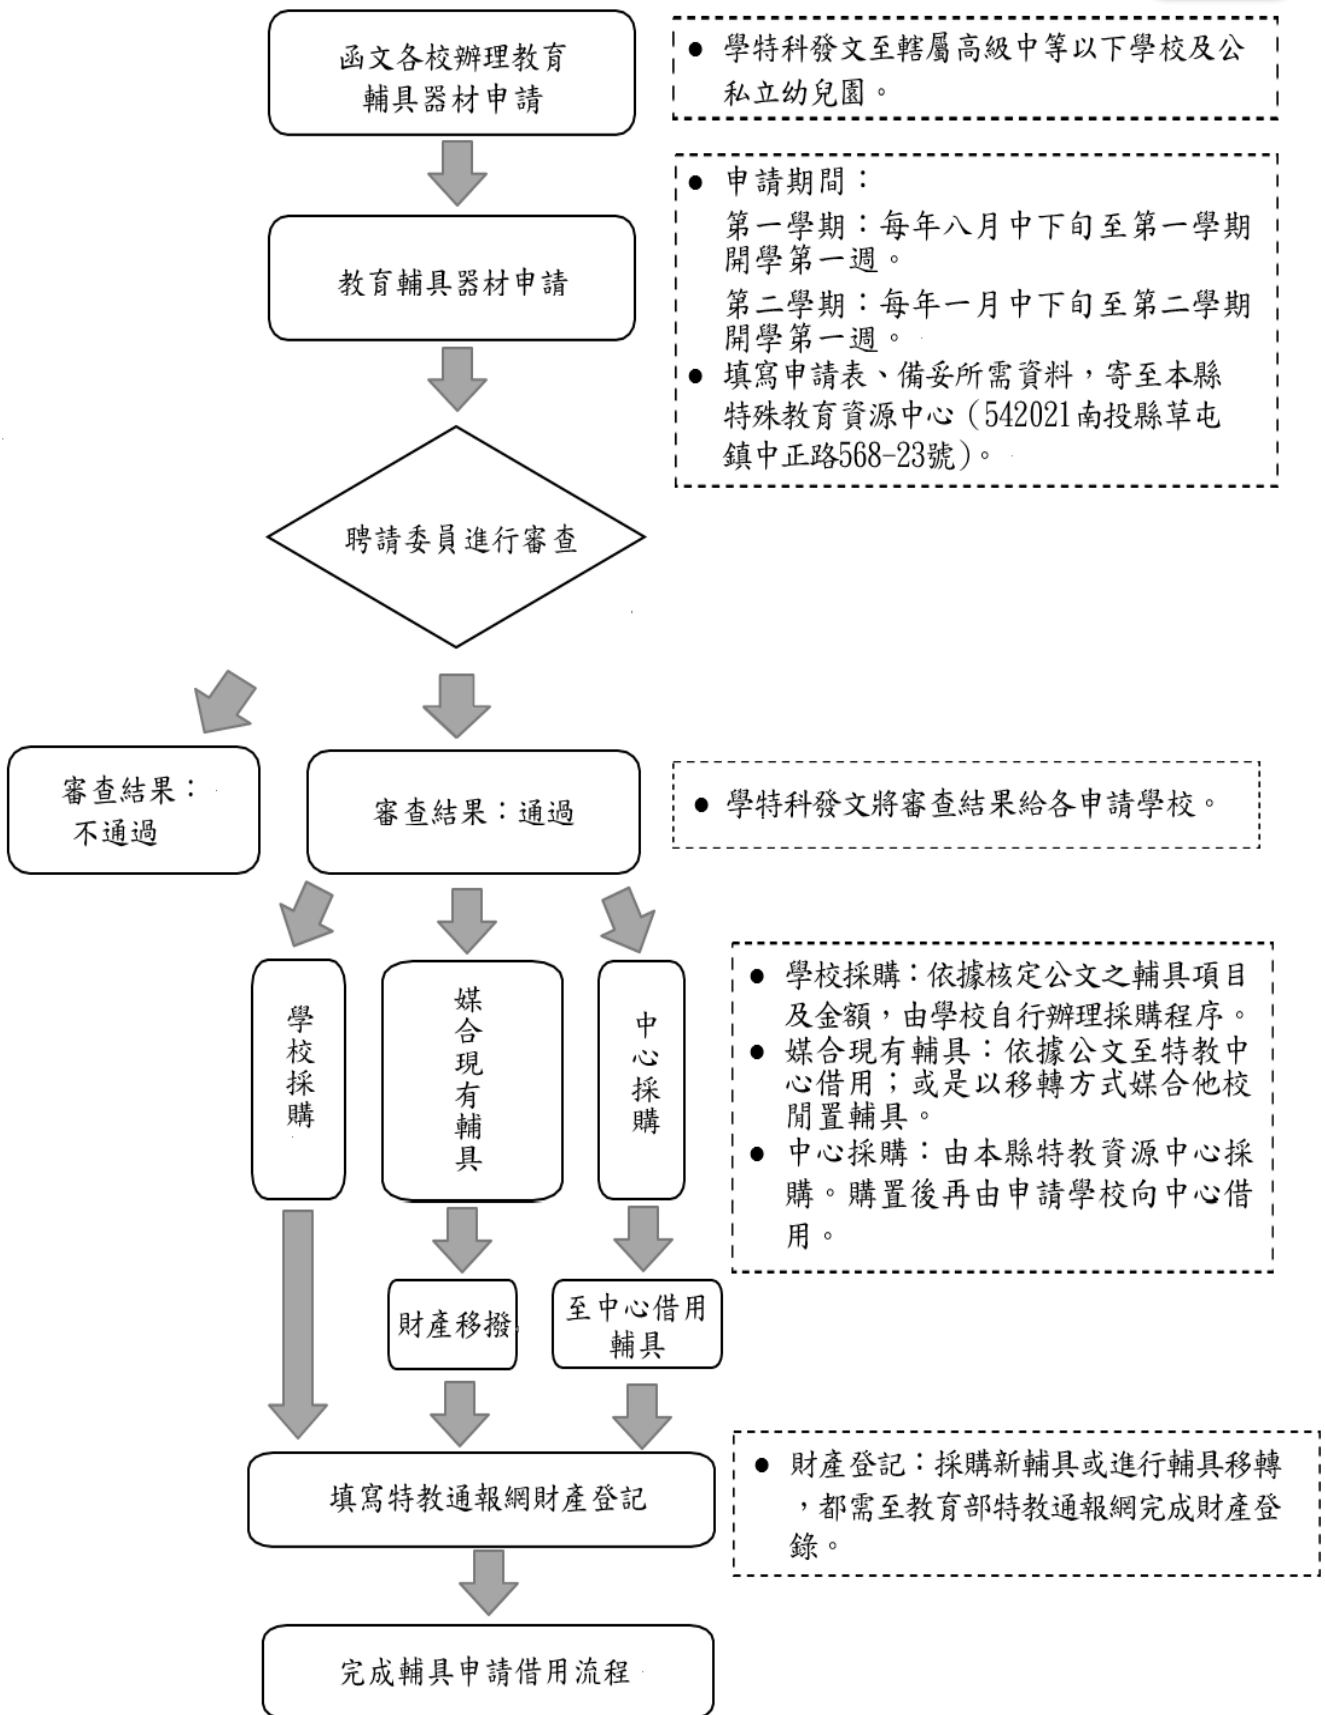 函文各校辦理教育
輔具器材申請
● 學特科發文至轄屬高級中等以下學校及公
私立幼兒園。
教育輔具器材申請
● 申請期間：
第一學期：每年八月中下旬至第一學期
開學第一週。
第二學期：每年一月中下旬至第二學期
開學第一週。
● 填寫申請表、備妥所需資料，寄至本縣
特殊教育資源中心（542021南投縣草屯
鎮中正路568-23號）。
聘請委員進行審查
審查結果：
不通過
審查結果：通過
● 學特科發文將審查結果給各申請學校。
學校採購
媒合現有輔具
中心採購
● 學校採購：依據核定公文之輔具項目
及金額，由學校自行辦理採購程序。
● 媒合現有輔具：依據公文至特教中
心借用；或是以移轉方式媒合他校
閒置輔具。
● 中心採購：由本縣特教資源中心採
購。購置後再由申請學校向中心借
用。
財產移撥
至中心借用
輔具
填寫特教通報網財產登記
● 財產登記：採購新輔具或進行輔具移轉
，都需至教育部特教通報網完成財產登
錄。
完成輔具申請借用流程